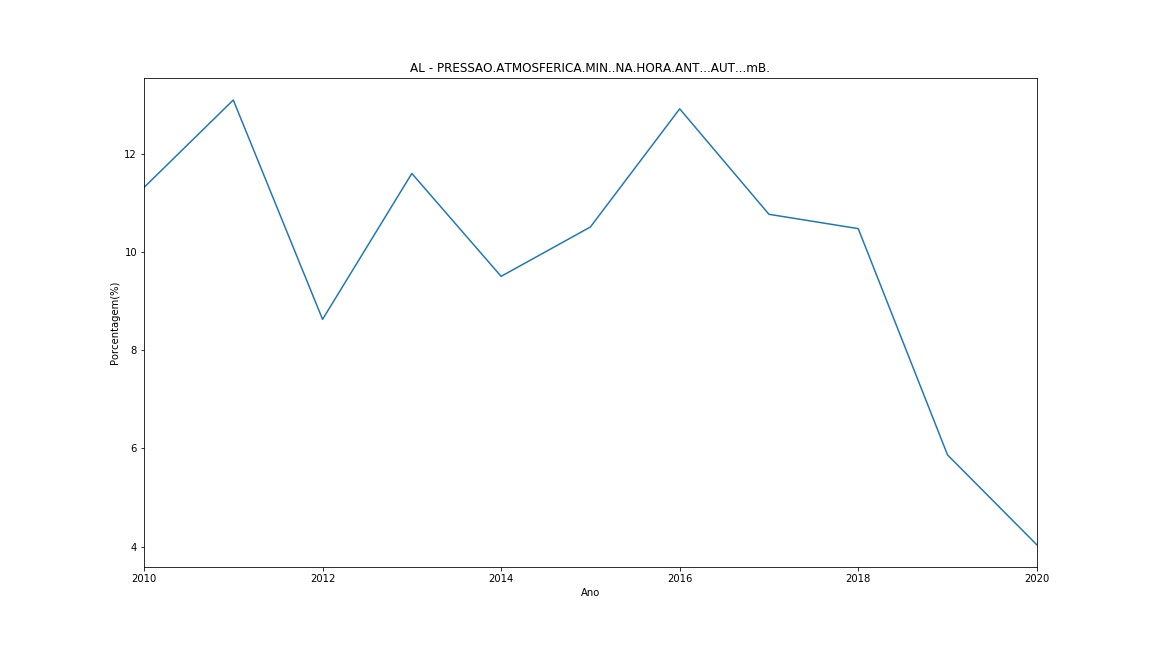 AL - PRESSAO.ATMOSFERICA.MIN..NA.HORA.ANT...AUT...mB.
12
10
8
6
4
Porcentagem(%)
2010 2012 2014 2016 2018 2020
Ano